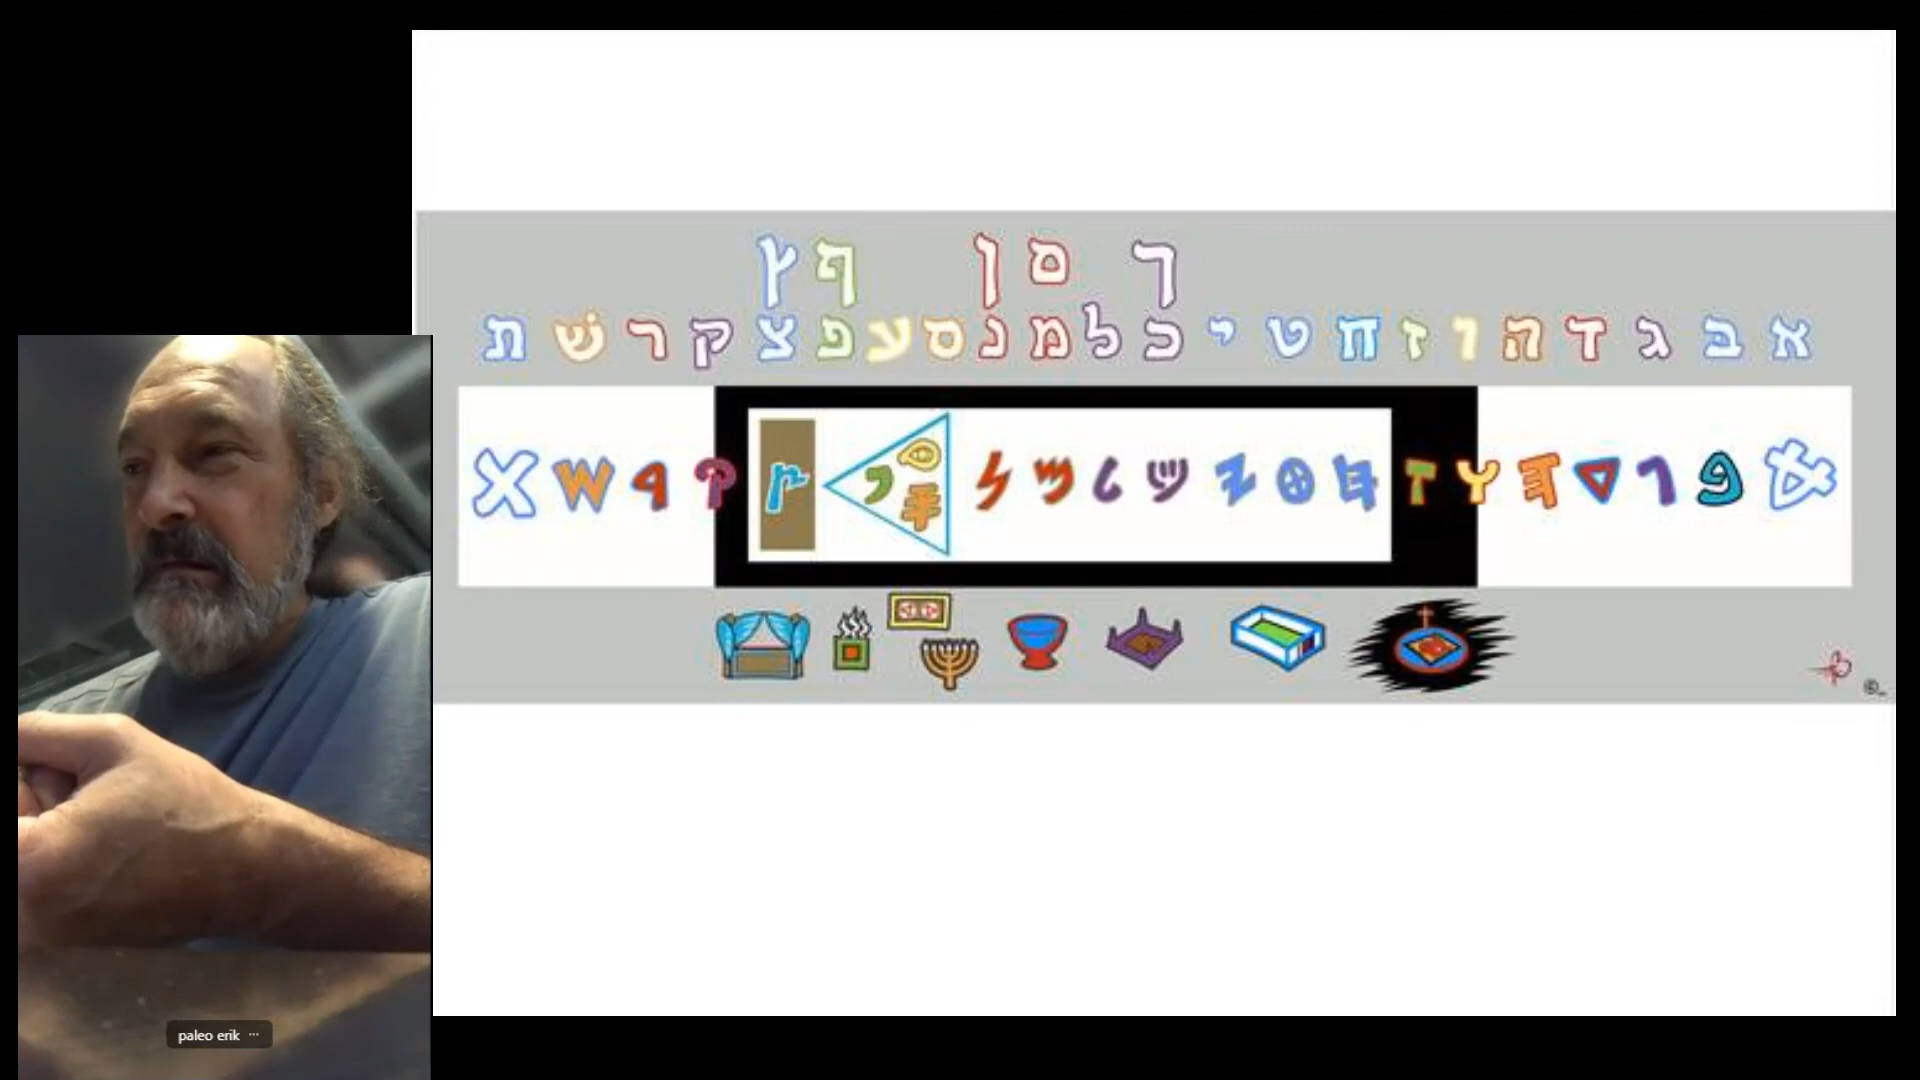 ך ם ן ף ץ
א ב ג ד ה ו ז ח ט י כ ל מ נ ס ע פ צ ק ר שׁ ת
𐤀 𐤁 𐤂 𐤃 𐤄 𐤅 𐤆 𐤇 𐤈 𐤉 𐤊 𐤋 𐤌 𐤍 𐤎 𐤏 𐤐 𐤑 𐤒 𐤓 𐤔 𐤕
paleo erik ...